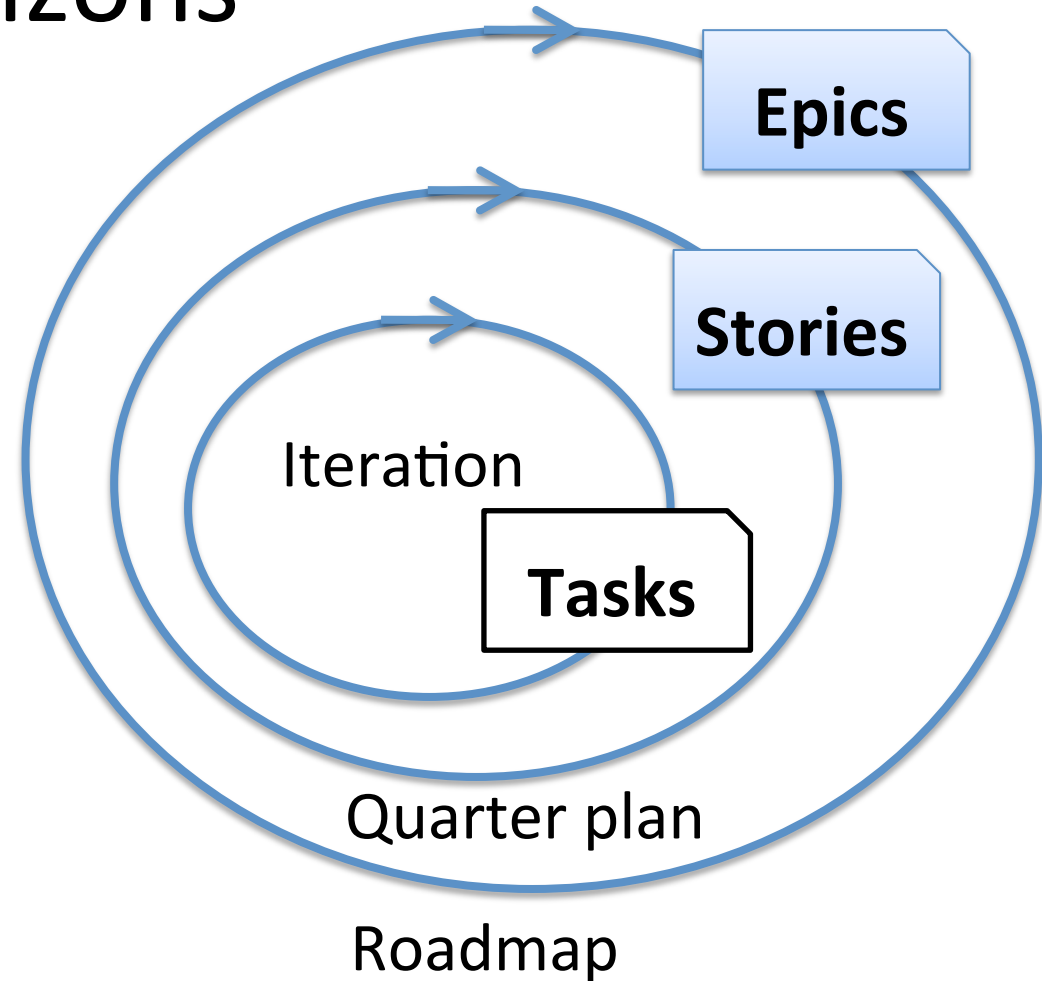 Epics
Stories
Iteration
Tasks
Quarter plan
Roadmap